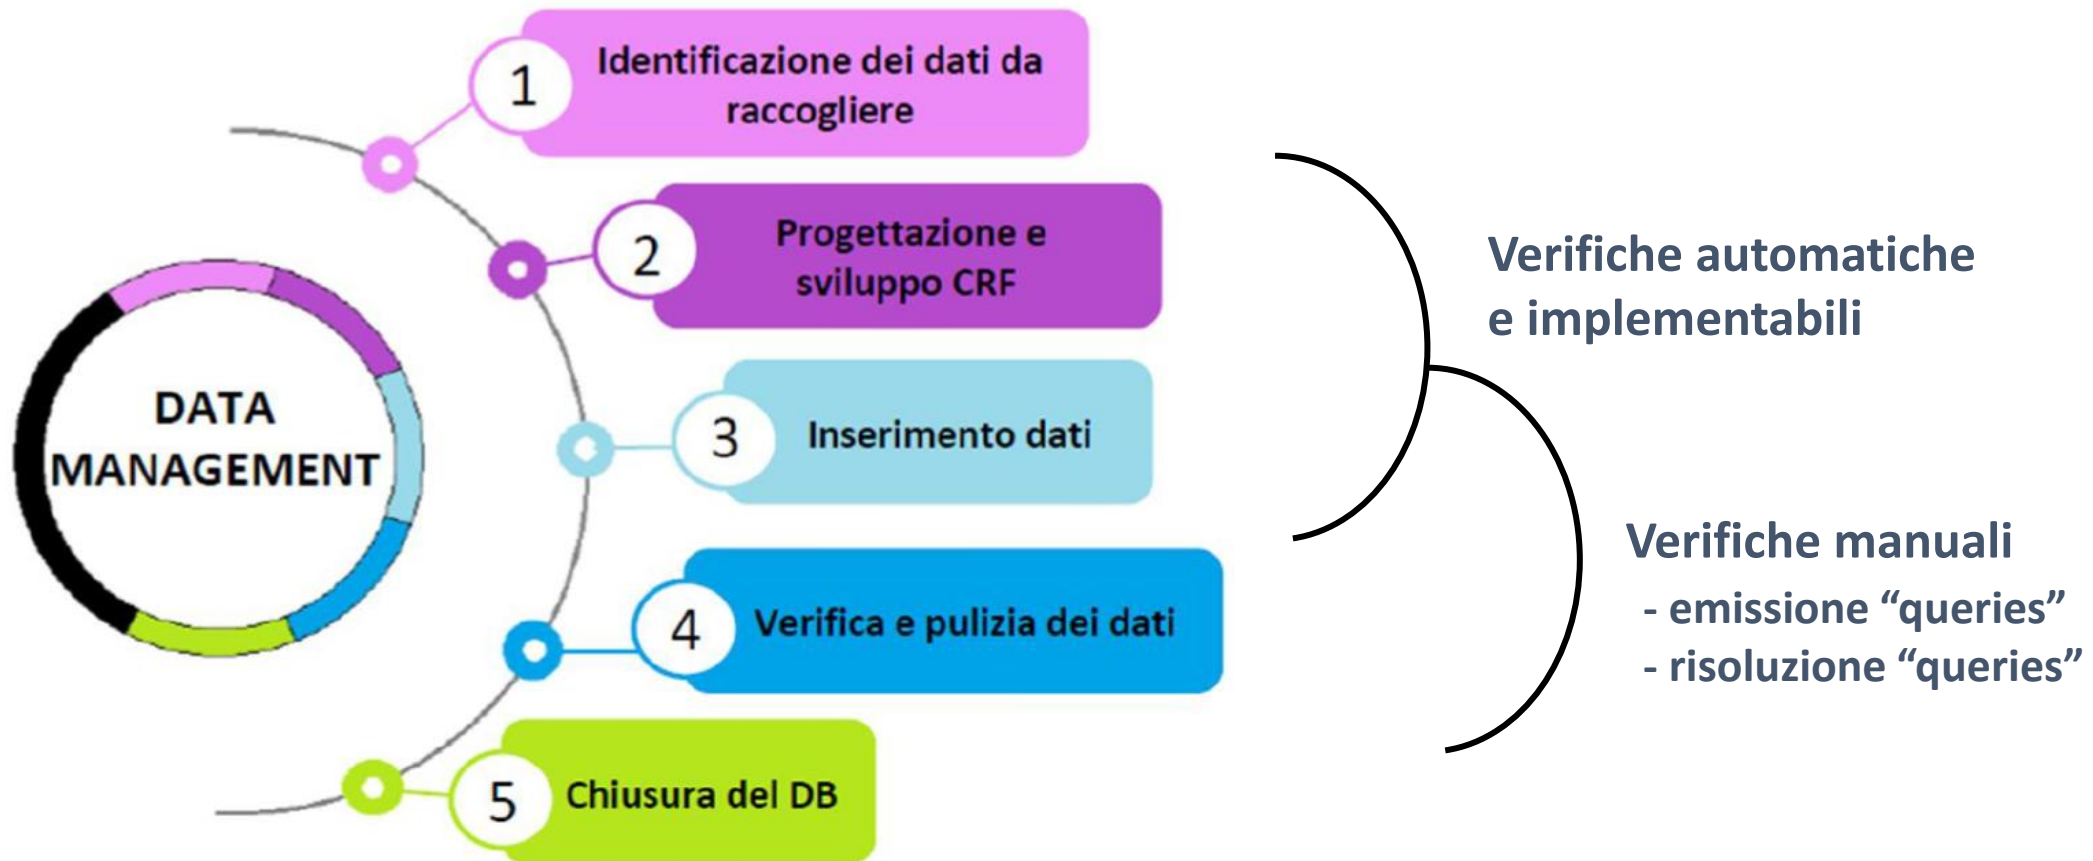 DATA
MANAGEMENT
1
Identificazione dei dati da
raccogliere
2
Progettazione e
sviluppo CRF
3
Inserimento dati
4
Verifica e pulizia dei dati
5
Chiusura del DB
Verifiche automatiche
e implementabili
Verifiche manuali
- emissione “queries”
- risoluzione “queries”